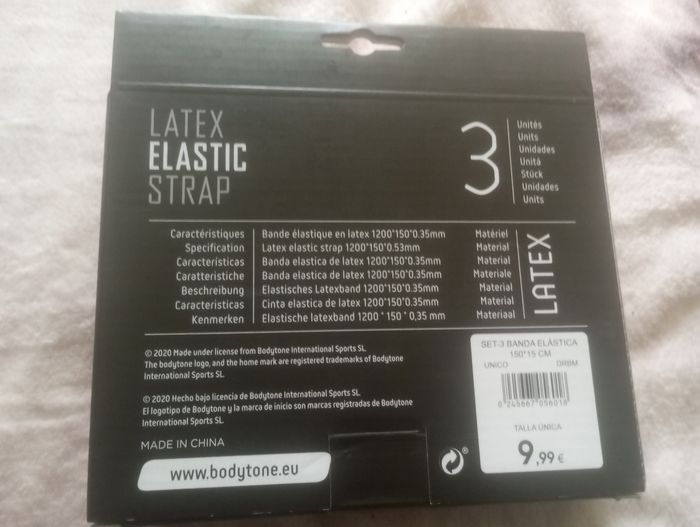 LATEX
ELASTIC
STRAP
3
Unités
Units
Unidades
Unitá
Stück
Unidades
Units
Caractéristiques Bande élastique en latex 1200*150*0.35mm Matériel
Specification Latex elastic strap 1200*150*0.53mm Material
Características Banda elastica de latex 1200*150*0.35mm Material
Caratteristiche Banda elastica de latex 1200*150*0.35mm Materiale
Beschreibung Elastisches Latexband 1200*150*0.35mm Material
Caracteristicas Cinta elastica de latex 1200*150*0.35mm Material
Kenmerken Elastische latexband 1200 * 150 * 0,35 mm Materiaal
LATEX
© 2020 Made under license from Bodytone International Sports SL.
The bodytone logo, and the home mark are registered trademarks of Bodytone
International Sports SL.
© 2020 Hecho bajo licencia de Bodytone International Sports SL.
El logotipo de Bodytone y la marca de inicio son marcas registradas de Bodytone
International Sports SL.
MADE IN CHINA
www.bodytone.eu
SET-3 BANDA ELÁSTICA
150*15 CM
UNICO DRBM
0 245667 056018
TALLA ÚNICA
9,99 €